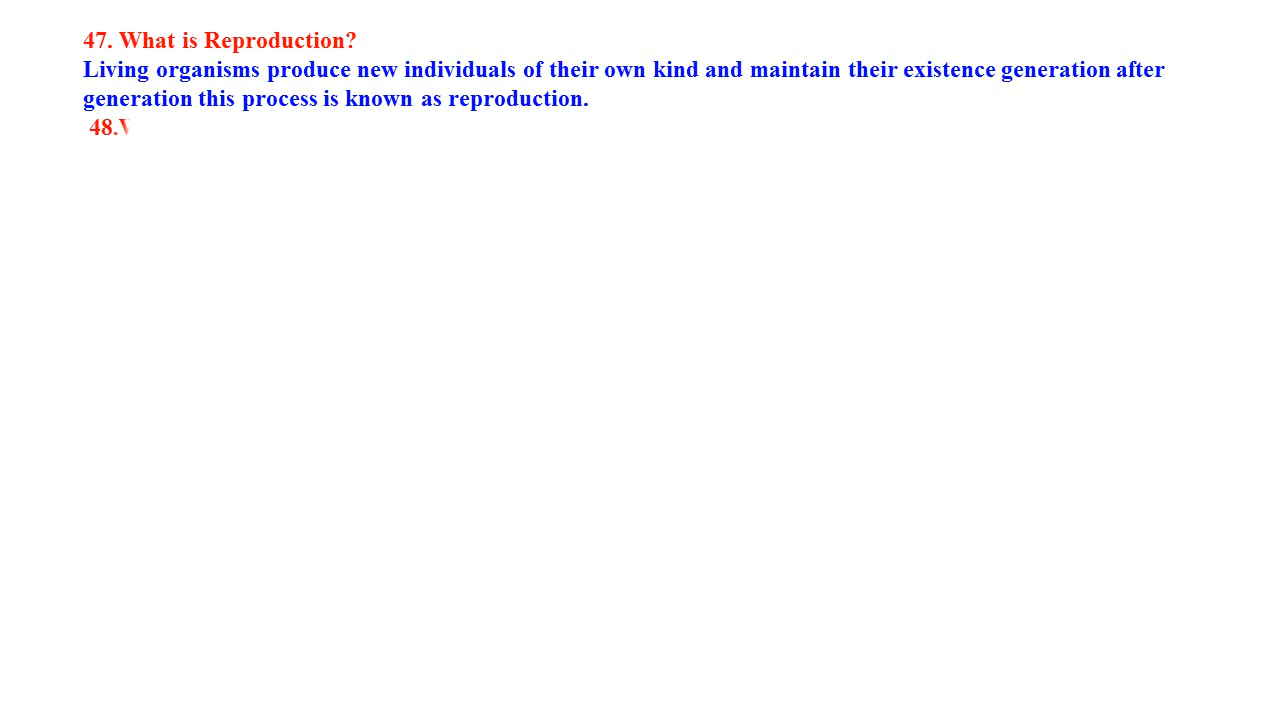 47. What is Reproduction?
Living organisms produce new individuals of their own kind and maintain their existence generation after
generation this process is known as reproduction.
48.